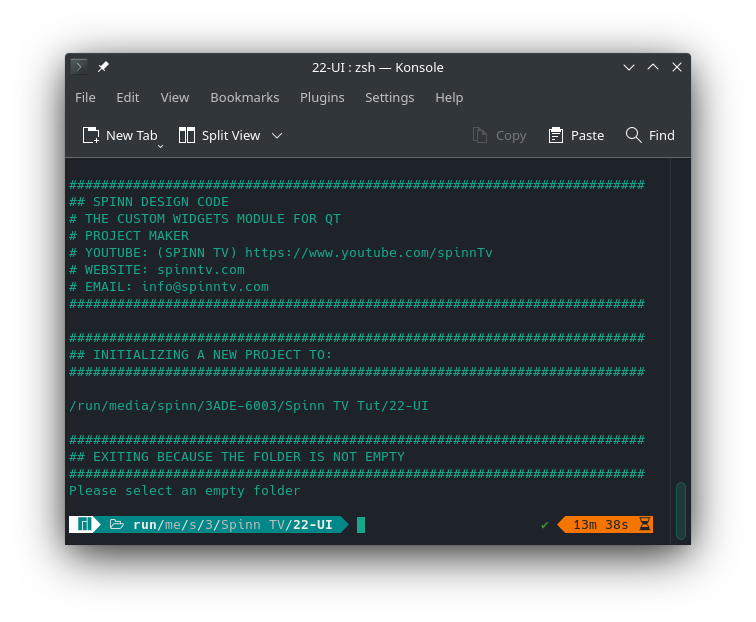 22-UI : zsh — Konsole
File Edit View Bookmarks Plugins Settings Help
New Tab Split View Copy Paste Find
########################################################################
## SPINN DESIGN CODE
# THE CUSTOM WIDGETS MODULE FOR QT
# PROJECT MAKER
# YOUTUBE: (SPINN TV) https://www.youtube.com/spinnTv
# WEBSITE: spinntv.com
# EMAIL: info@spinntv.com
########################################################################
########################################################################
## INITIALIZING A NEW PROJECT TO:
########################################################################
/run/media/spinn/3ADE-6003/Spinn TV Tut/22-UI
########################################################################
## EXITING BECAUSE THE FOLDER IS NOT EMPTY
########################################################################
Please select an empty folder
run/me/s/3/Spinn TV/22-UI ✔ 13m 38s